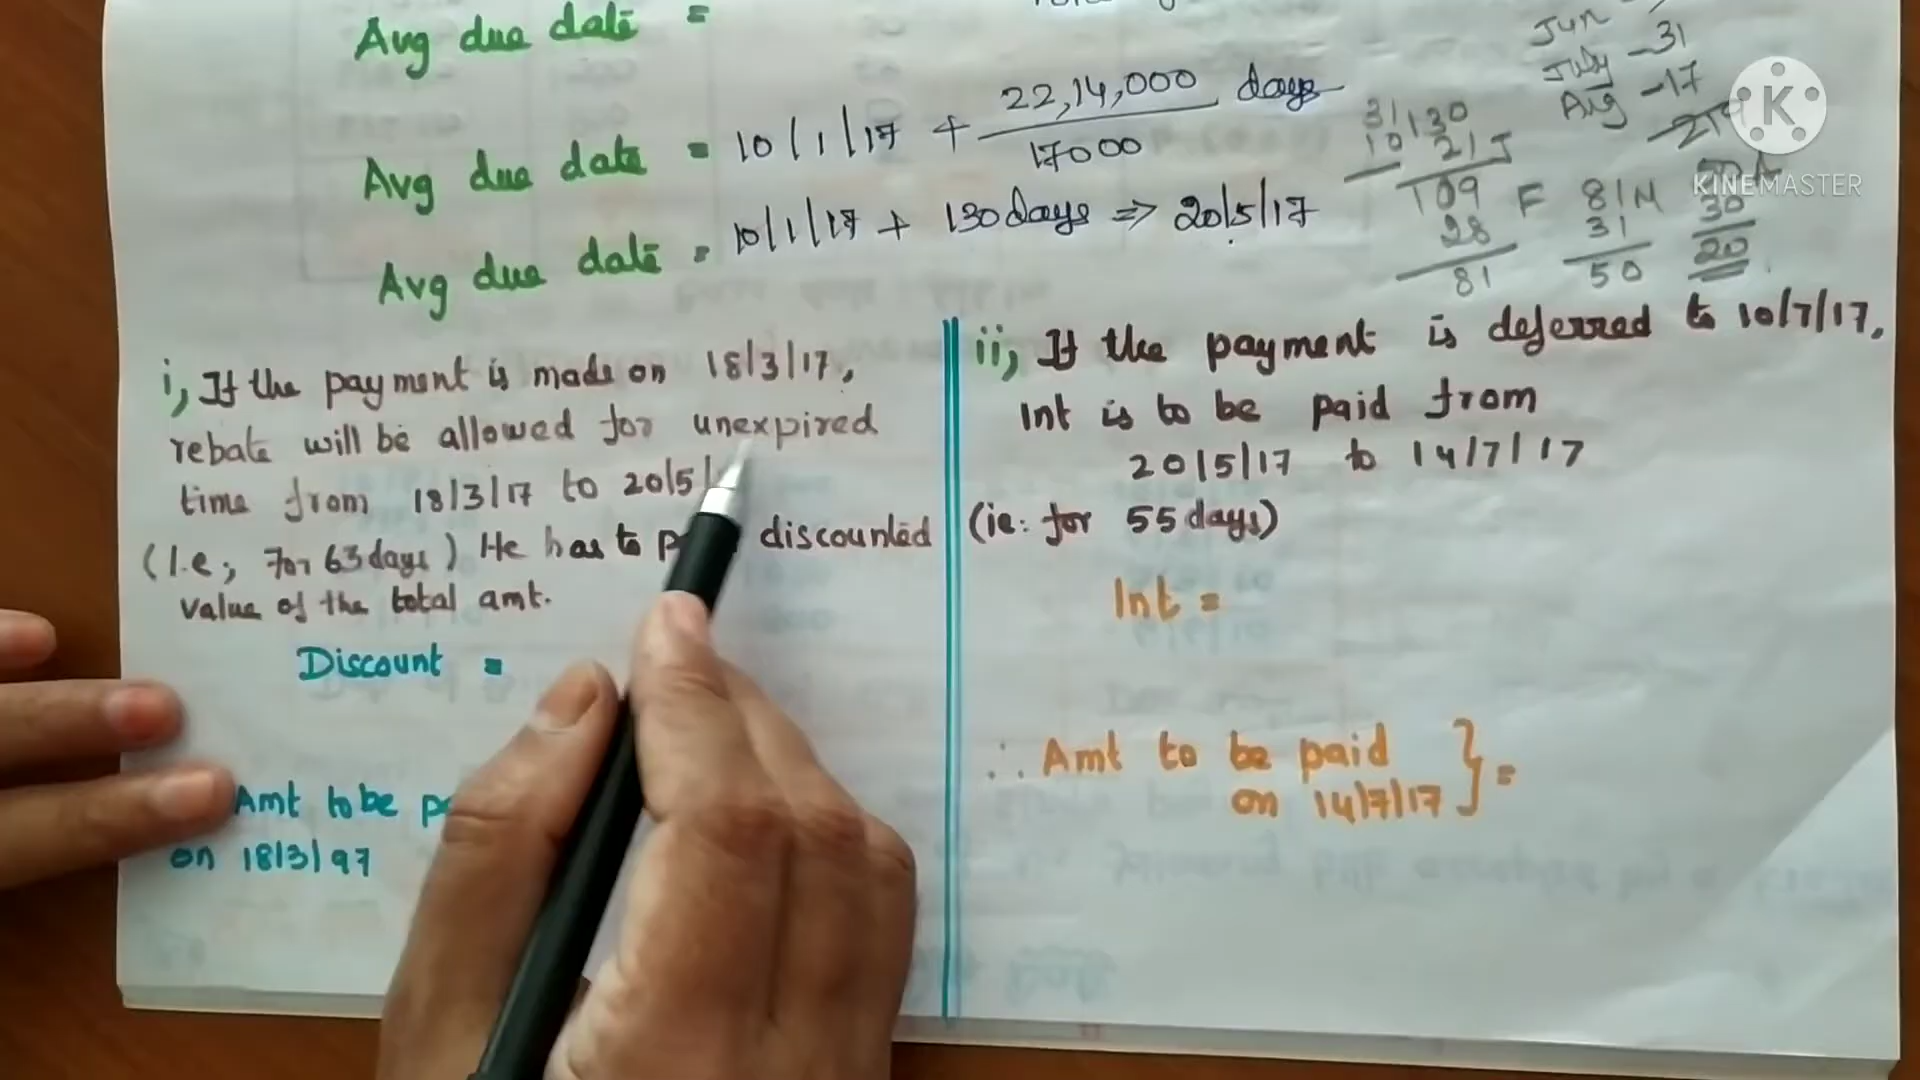 Avg due date =
Avg due date = 10/1/17 + 22,14,000 days
17000
Avg due date = 10/1/17 + 130 days => 20/5/17
Jun
July - 31
Aug - 17
219
31
10
130
21 J
109 F
28
81
81 M
31
50
50 A
30
20
KINEMASTER
i, If the payment is made on 18/3/17,
rebate will be allowed for unexpired
time from 18/3/17 to 20/5/
(I.e; for 63 days) He has to discounted
value of the total amt.
Discount =
Amt to be
on 18/3/97
ii, If the payment is deferred to 10/7/17,
Int is to be paid from
20/5/17 to 14/7/17
(ie: for 55 days)
Int =
∴ Amt to be paid
on 14/7/17 } =